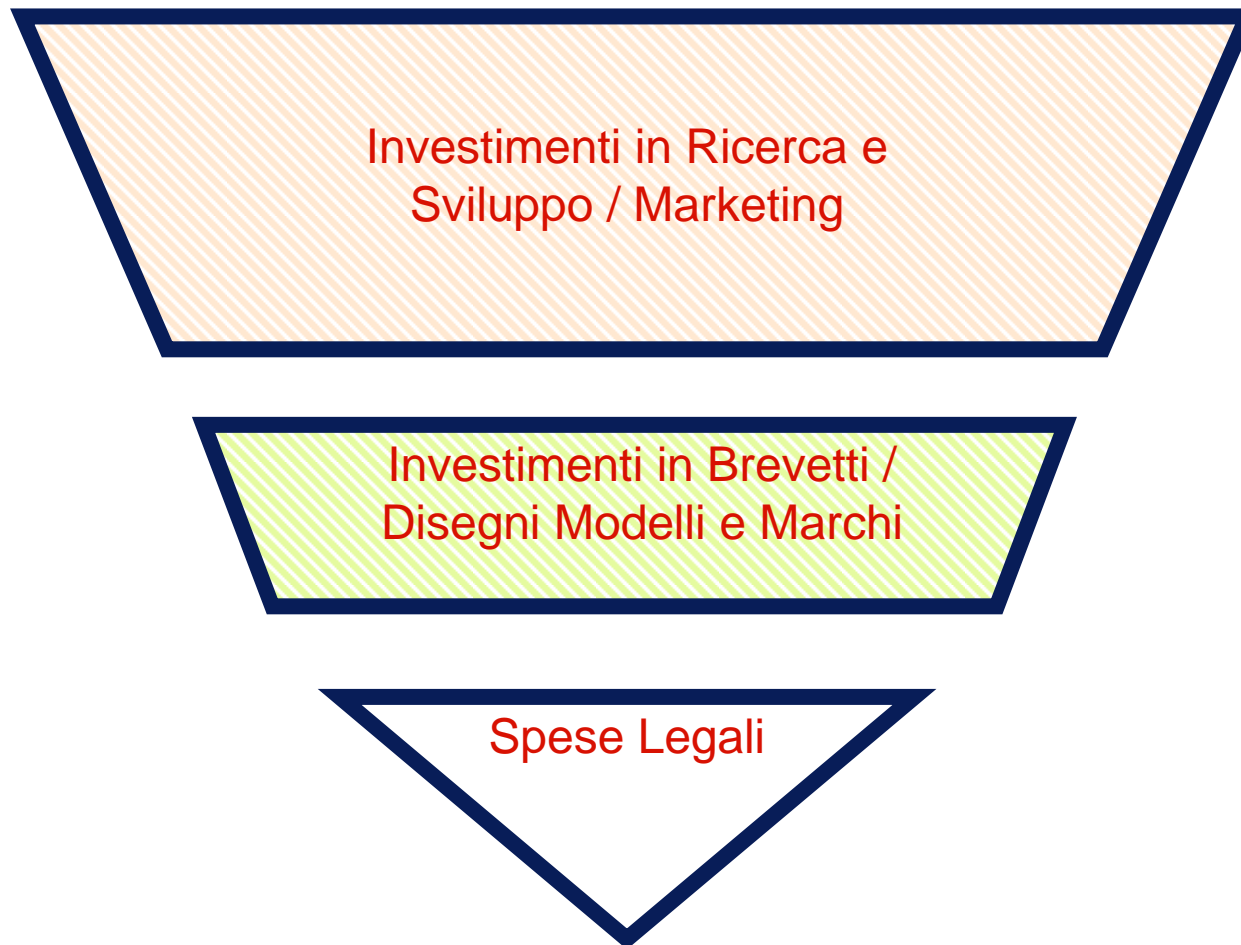 Investimenti in Ricerca e
Sviluppo / Marketing
Investimenti in Brevetti /
Disegni Modelli e Marchi
Spese Legali